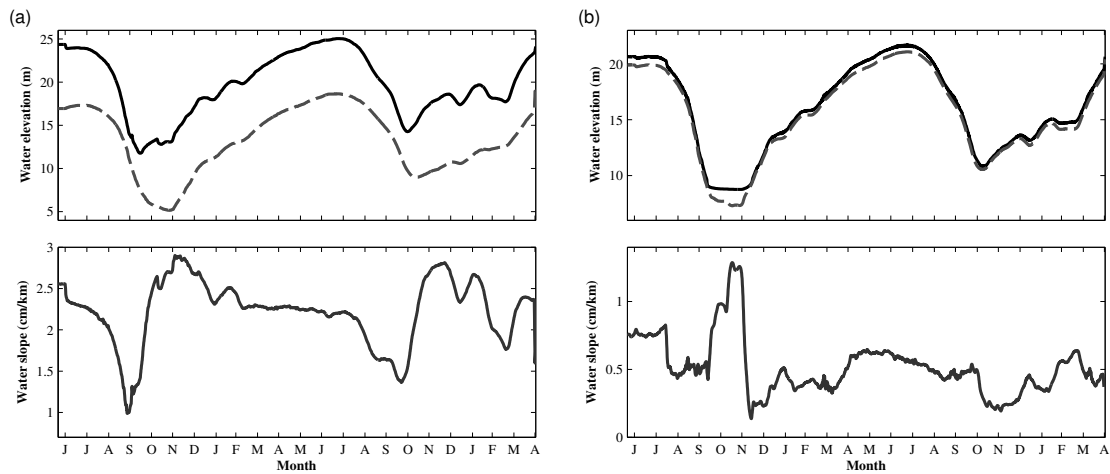 (a)
25
20
15
10
5
Water elevation (m)
J J A S O N D J F M A M J J A S O N D J F M A
3
2.5
2
1.5
1
Water slope (cm/km)
J J A S O N D J F M A M J J A S O N D J F M A
Month
(b)
20
15
10
Water elevation (m)
J J A S O N D J F M A M J J A S O N D J F M A
1
0.5
0
Water slope (cm/km)
J J A S O N D J F M A M J J A S O N D J F M A
Month